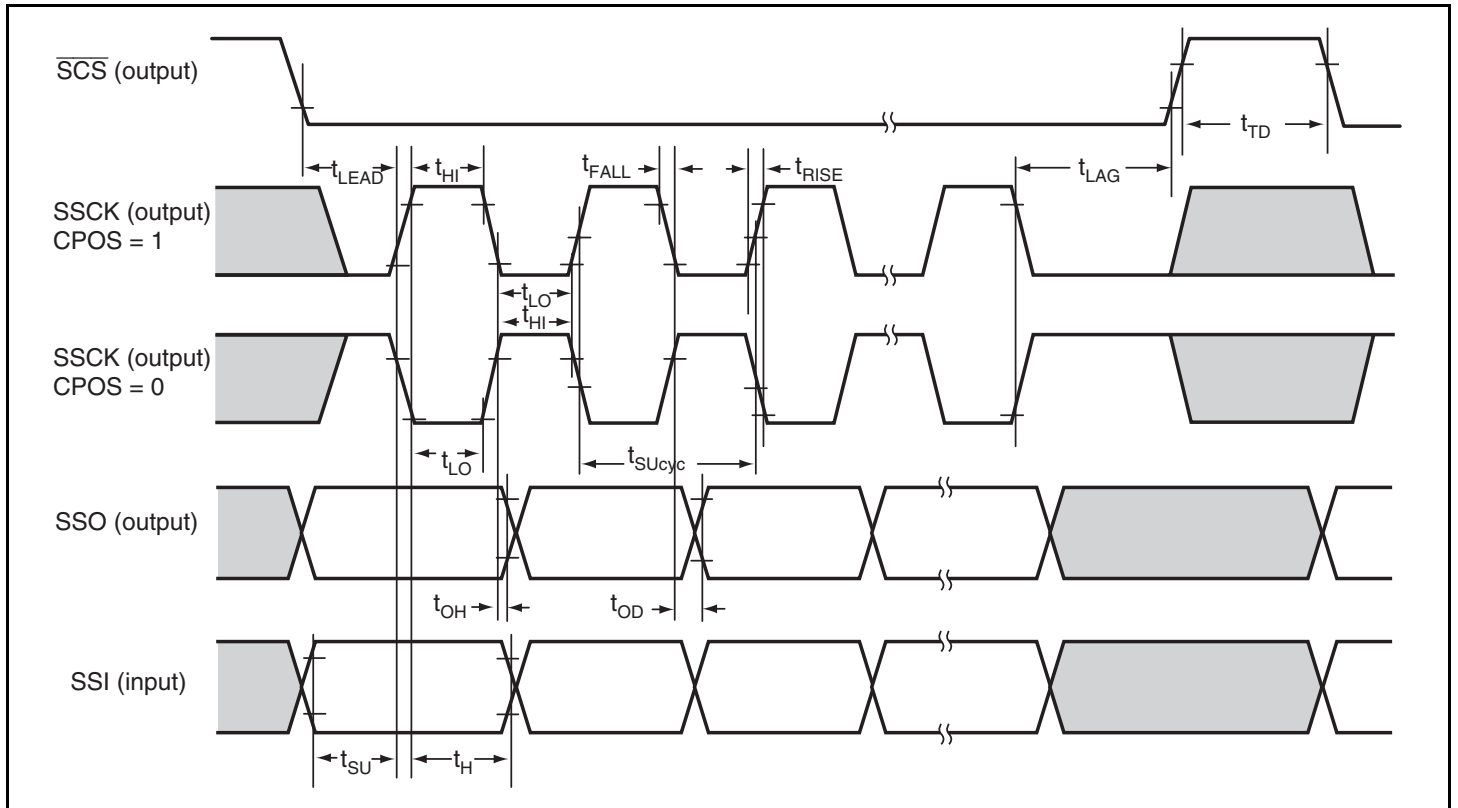 SCS (output)
tTD
tLEAD
tHI
tFALL
tRISE
tLAG
SSCK (output)
CPOS = 1
tLO
tHI
SSCK (output)
CPOS = 0
tLO
tSUcyc
SSO (output)
tOH
tOD
SSI (input)
tSU
tH